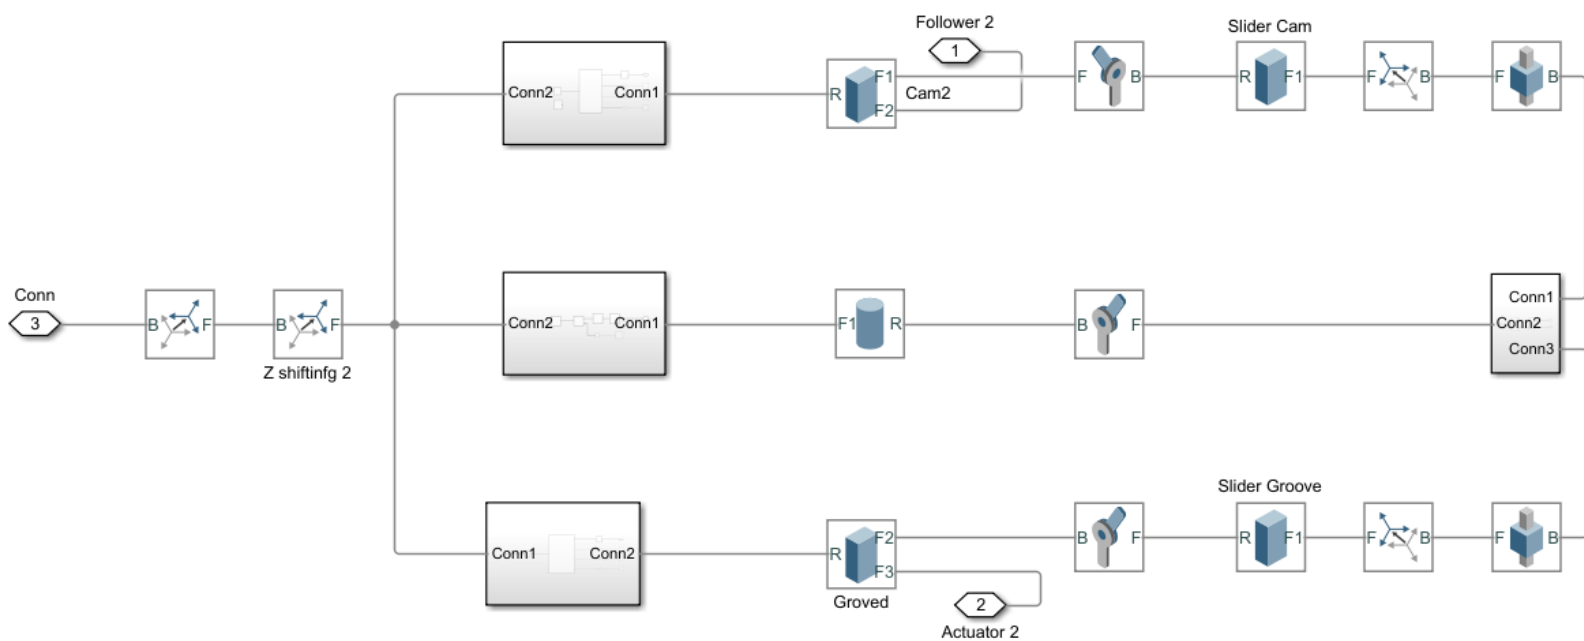 Follower 2
1
Slider Cam
Conn2
Conn1
R
F1
F2
Cam2
F
B
R
F1
F
B
F
B
Conn
3
B
F
B
F
Z shiftinfg 2
Conn2
Conn1
F1
R
B
F
Conn1
Conn2
Conn3
Slider Groove
Conn1
Conn2
R
F2
F3
Groved
2
Actuator 2
B
F
R
F1
F
B
F
B